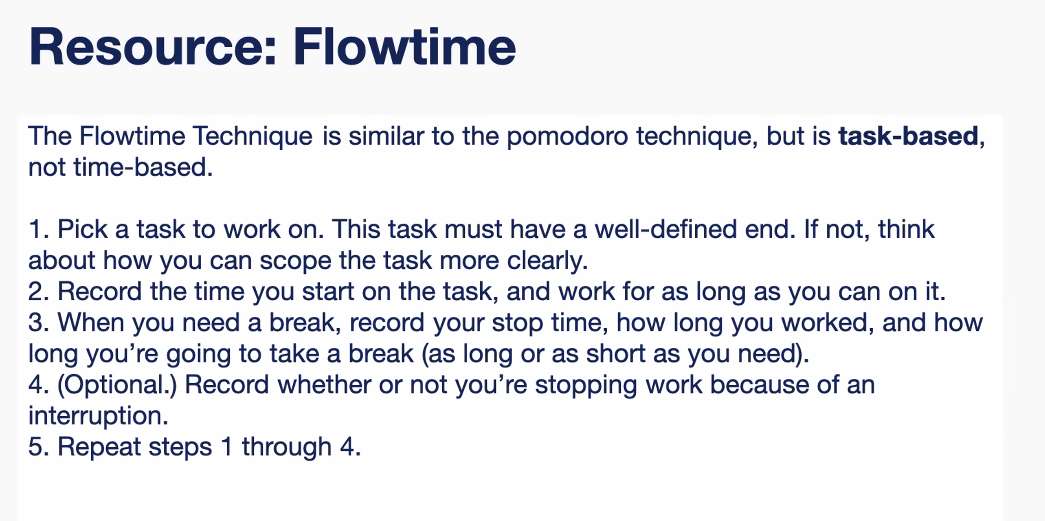 Resource: Flowtime
The Flowtime Technique is similar to the pomodoro technique, but is task-based,
not time-based.
1. Pick a task to work on. This task must have a well-defined end. If not, think
about how you can scope the task more clearly.
2. Record the time you start on the task, and work for as long as you can on it.
3. When you need a break, record your stop time, how long you worked, and how
long you’re going to take a break (as long or as short as you need).
4. (Optional.) Record whether or not you’re stopping work because of an
interruption.
5. Repeat steps 1 through 4.